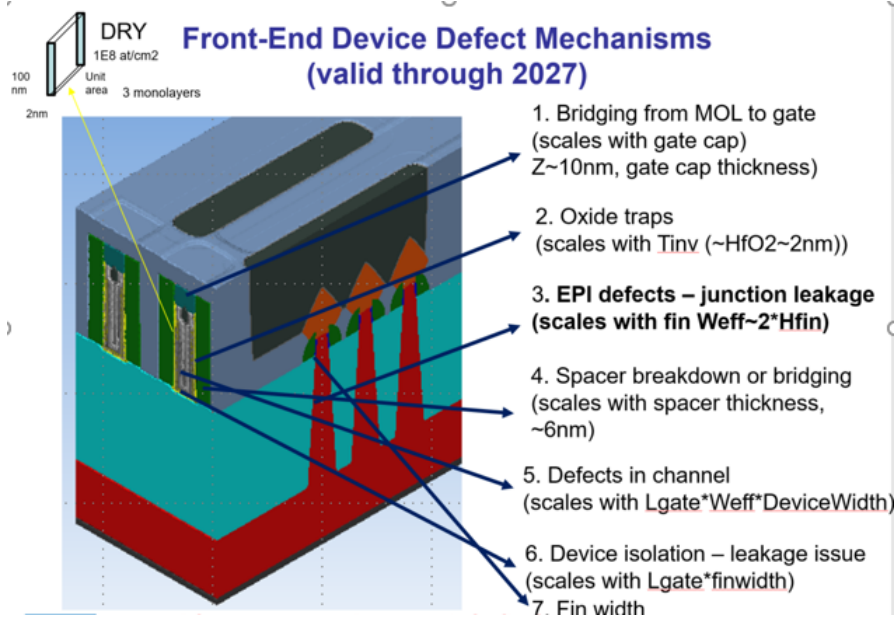 DRY
1E8 at/cm2
100
nm
Unit
area
3 monolayers
2nm
Front-End Device Defect Mechanisms
(valid through 2027)
1. Bridging from MOL to gate
(scales with gate cap)
Z~10nm, gate cap thickness)
2. Oxide traps
(scales with Tinv (~HfO2~2nm))
3. EPI defects – junction leakage
(scales with fin Weff~2*Hfin)
4. Spacer breakdown or bridging
(scales with spacer thickness,
~6nm)
5. Defects in channel
(scales with Lgate*Weff*DeviceWidth)
6. Device isolation – leakage issue
(scales with Lgate*finwidth)
7. Fin width